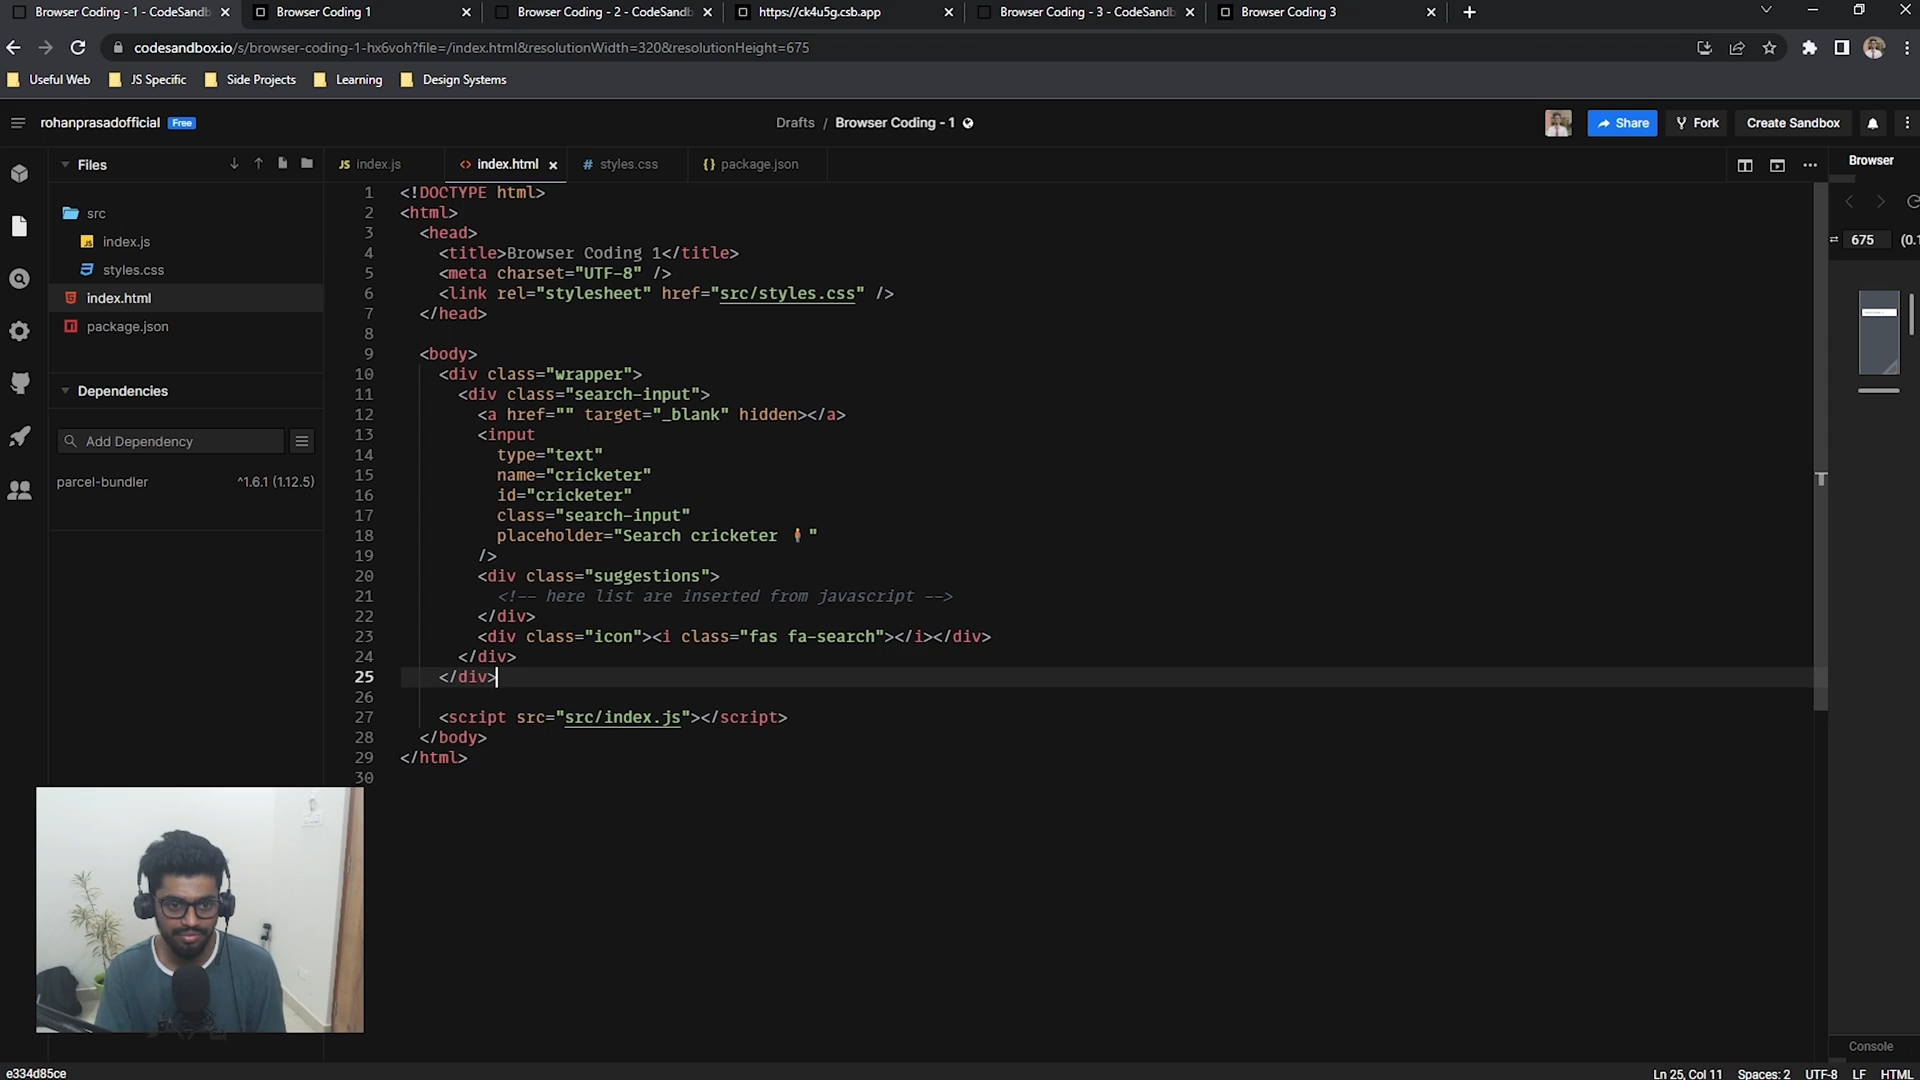 Browser Coding - 1 - CodeSandb
Browser Coding 1
Browser Coding - 2 - CodeSandb
https://ck4u5g.csb.app
Browser Coding - 3 - CodeSandb
Browser Coding 3
codesandbox.io/s/browser-coding-1-hx6voh?file=/index.html&resolutionWidth=320&resolutionHeight=675
Useful Web
JS Specific
Side Projects
Learning
Design Systems
rohanprasadofficial Free
Drafts / Browser Coding - 1
Share
Fork
Create Sandbox
Files
JS index.js
<> index.html
# styles.css
{} package.json
Browser
src
index.js
styles.css
index.html
package.json
Dependencies
Add Dependency
parcel-bundler ^1.6.1 (1.12.5)
675 (0.1
1 <!DOCTYPE html>
2 <html>
3 <head>
4 <title>Browser Coding 1</title>
5 <meta charset="UTF-8" />
6 <link rel="stylesheet" href="src/styles.css" />
7 </head>
8
9 <body>
10 <div class="wrapper">
11 <div class="search-input">
12 <a href="" target="_blank" hidden></a>
13 <input
14 type="text"
15 name="cricketer"
16 id="cricketer"
17 class="search-input"
18 placeholder="Search cricketer 🧍"
19 />
20 <div class="suggestions">
21 <!-- here list are inserted from javascript -->
22 </div>
23 <div class="icon"><i class="fas fa-search"></i></div>
24 </div>
25 </div>
26
27 <script src="src/index.js"></script>
28 </body>
29 </html>
30
Console
e334d85ce
Ln 25, Col 11 Spaces: 2 UTF-8 LF HTML